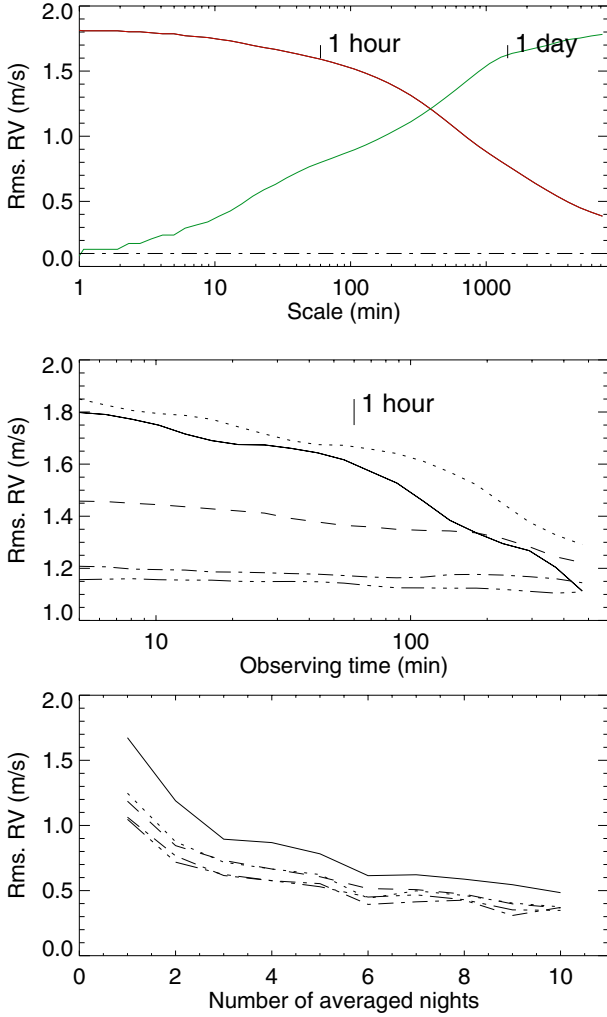 2.0
1.5
1.0
0.5
0.0
Rms. RV (m/s)
1 hour
1 day
1 10 100 1000
Scale (min)
2.0
1.8
1.6
1.4
1.2
1.0
Rms. RV (m/s)
1 hour
10 100
Observing time (min)
2.0
1.5
1.0
0.5
0.0
Rms. RV (m/s)
0 2 4 6 8 10
Number of averaged nights